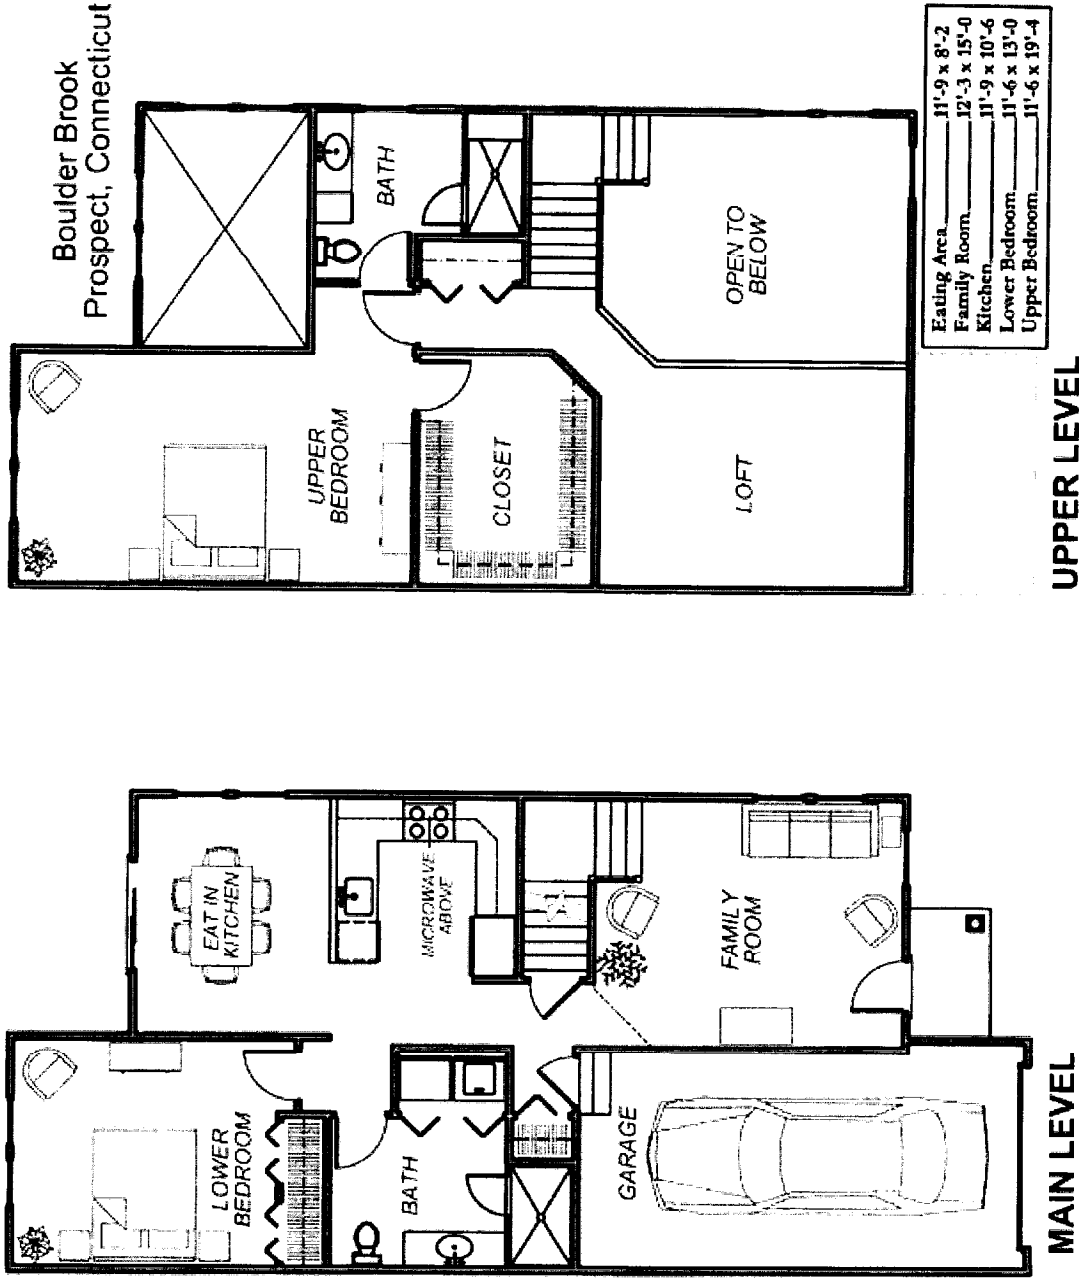 Boulder Brook
Prospect, Connecticut
BATH
OPEN TO
BELOW
UPPER
BEDROOM
CLOSET
LOFT
Eating Area 11'-9 x 8'-2
Family Room 12'-3 x 15'-0
Kitchen 11'-9 x 10'-6
Lower Bedroom 11'-6 x 13'-0
Upper Bedroom 11'-6 x 19'-4
UPPER LEVEL
EAT IN
KITCHEN
MICROWAVE
ABOVE
FAMILY
ROOM
LOWER
BEDROOM
BATH
GARAGE
MAIN LEVEL